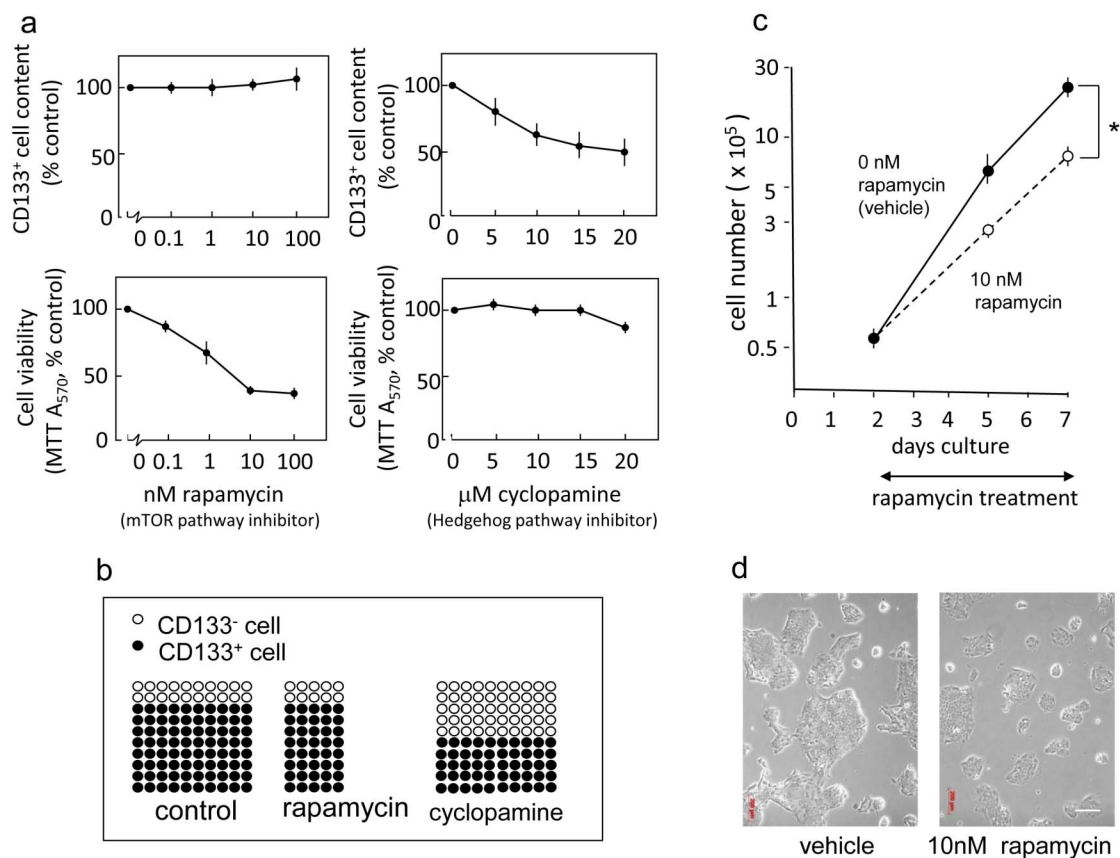 a
CD133+ cell content
(% control)
100
50
0
0 0.1 1 10 100
CD133+ cell content
(% control)
100
50
0
0 5 10 15 20
Cell viability
(MTT A570, % control)
100
50
0
0 0.1 1 10 100
nM rapamycin
(mTOR pathway inhibitor)
Cell viability
(MTT A570, % control)
100
50
0
0 5 10 15 20
µM cyclopamine
(Hedgehog pathway inhibitor)
b
CD133- cell
CD133+ cell
control
rapamycin
cyclopamine
c
cell number ( x 10⁵)
30
10
5
3
1
0.5
0 nM
rapamycin
(vehicle)
10 nM
rapamycin
*
0 1 2 3 4 5 6 7
days culture
rapamycin treatment
d
200 µm
200 µm
vehicle
10nM rapamycin